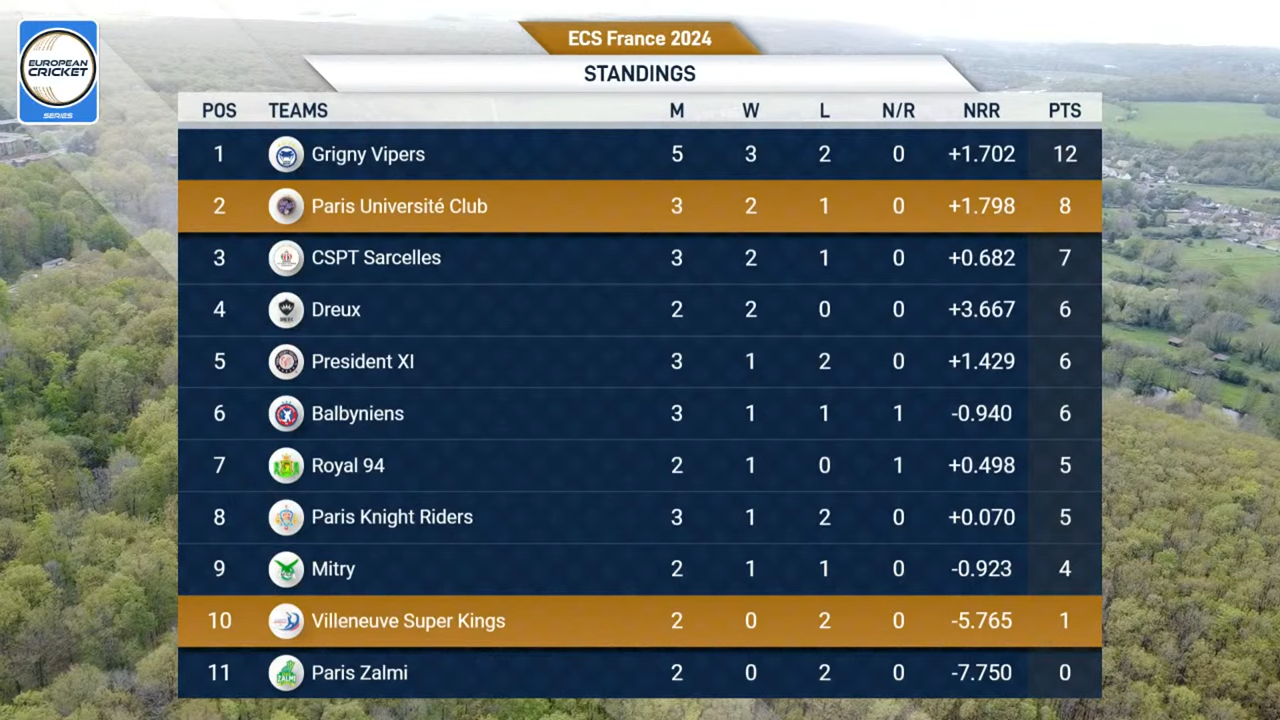 ECS France 2024
EUROPEAN
CRICKET
SERIES
STANDINGS
POS TEAMS M W L N/R NRR PTS
1 Grigny Vipers 5 3 2 0 +1.702 12
2 Paris Université Club 3 2 1 0 +1.798 8
3 CSPT Sarcelles 3 2 1 0 +0.682 7
4 Dreux 2 2 0 0 +3.667 6
5 President XI 3 1 2 0 +1.429 6
6 Balbyniens 3 1 1 1 -0.940 6
7 Royal 94 2 1 0 1 +0.498 5
8 Paris Knight Riders 3 1 2 0 +0.070 5
9 Mitry 2 1 1 0 -0.923 4
10 Villeneuve Super Kings 2 0 2 0 -5.765 1
11 ZALMI Paris Zalmi 2 0 2 0 -7.750 0